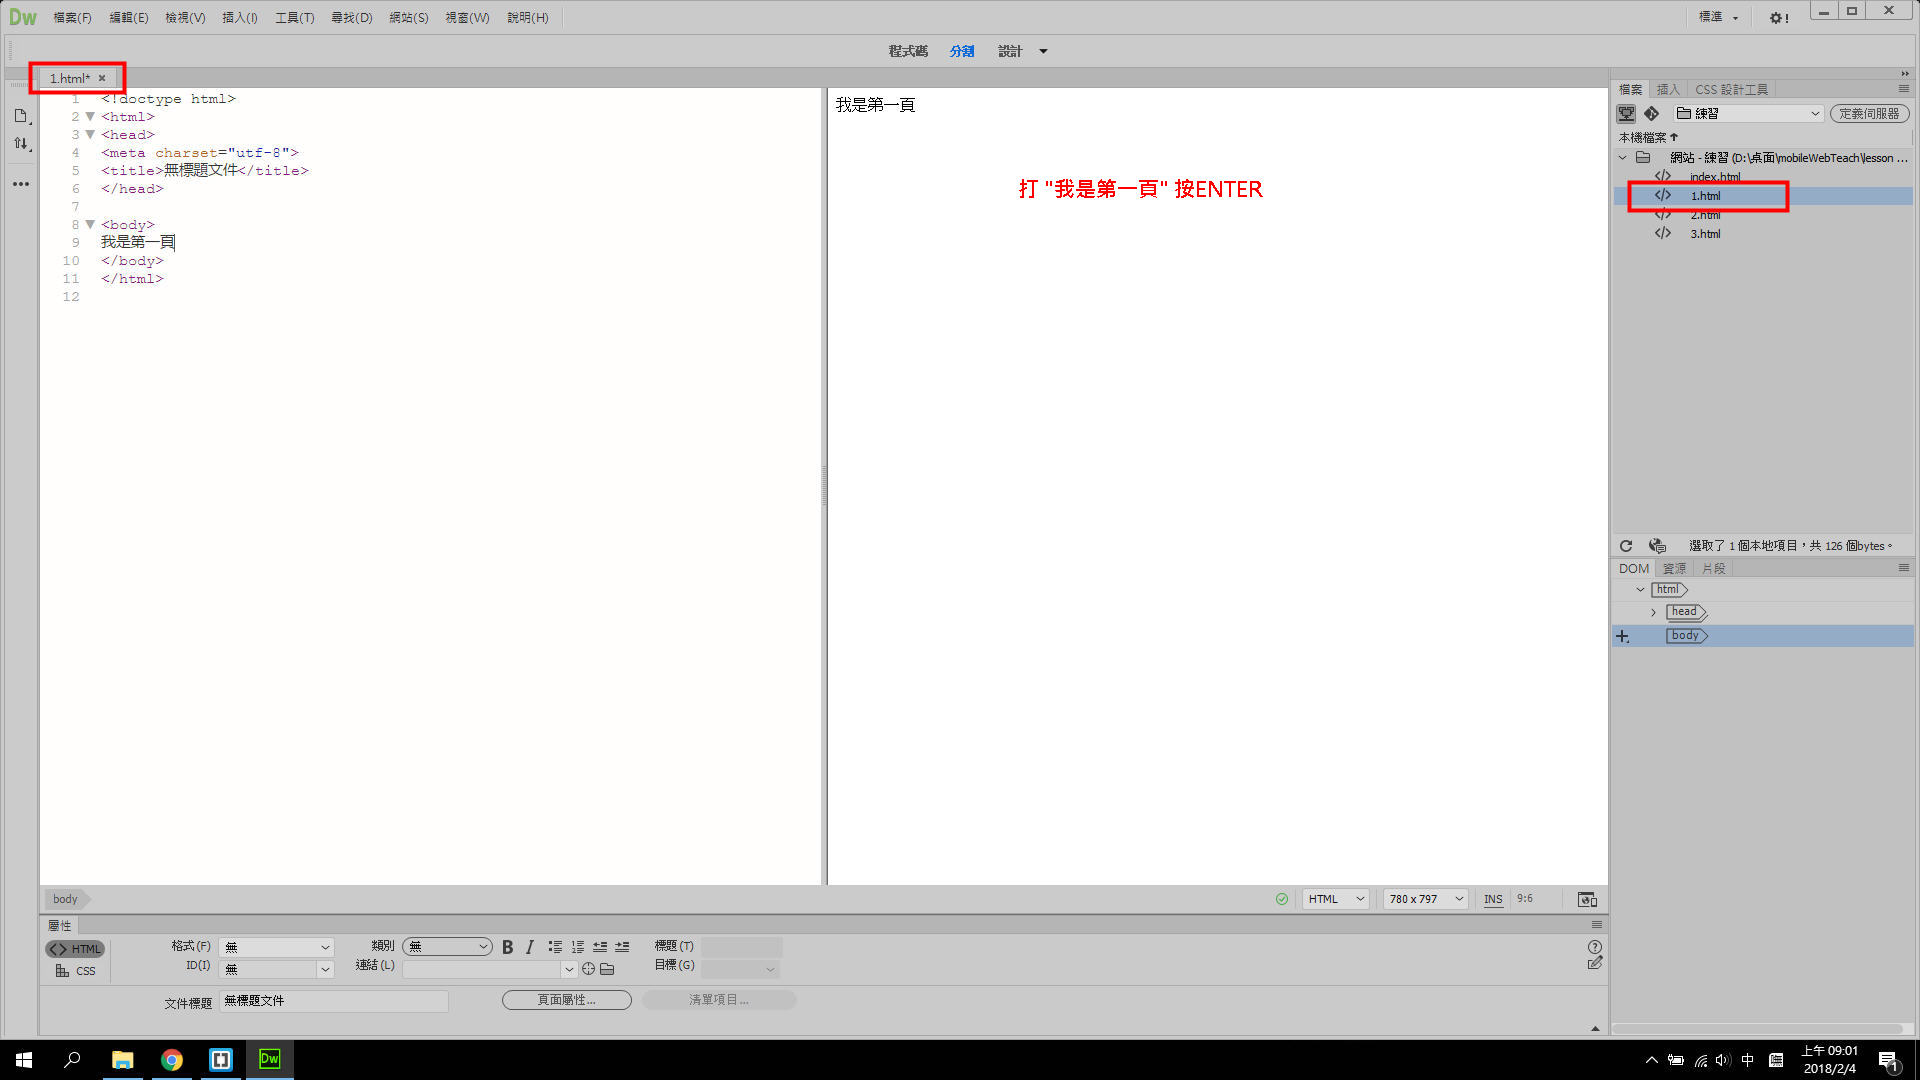 Dw 檔案(F) 編輯(E) 檢視(V) 插入(I) 工具(T) 尋找(D) 網站(S) 視窗(W) 說明(H) 標準
程式碼 分割 設計
1.html*
1 <!doctype html>
2 <html>
3 <head>
4 <meta charset="utf-8">
5 <title>無標題文件</title>
6 </head>
7
8 <body>
9 我是第一頁
10 </body>
11 </html>
12
我是第一頁
打 "我是第一頁" 按ENTER
檔案 插入 CSS 設計工具
練習 定義伺服器
本機檔案
網站 - 練習 (D:\桌面\mobileWebTeach\lesson ...
index.html
1.html
2.html
3.html
選取了 1 個本地項目，共 126 個bytes。
DOM 資源 片段
html
head
body
body HTML 780 x 797 INS 9:6
屬性
HTML 格式(F) 無 類別 無 B I 標題(T)
CSS ID(I) 無 連結(L) 目標(G)
文件標題 無標題文件 頁面屬性... 清單項目...
Dw 中 上午 09:01
2018/2/4 1